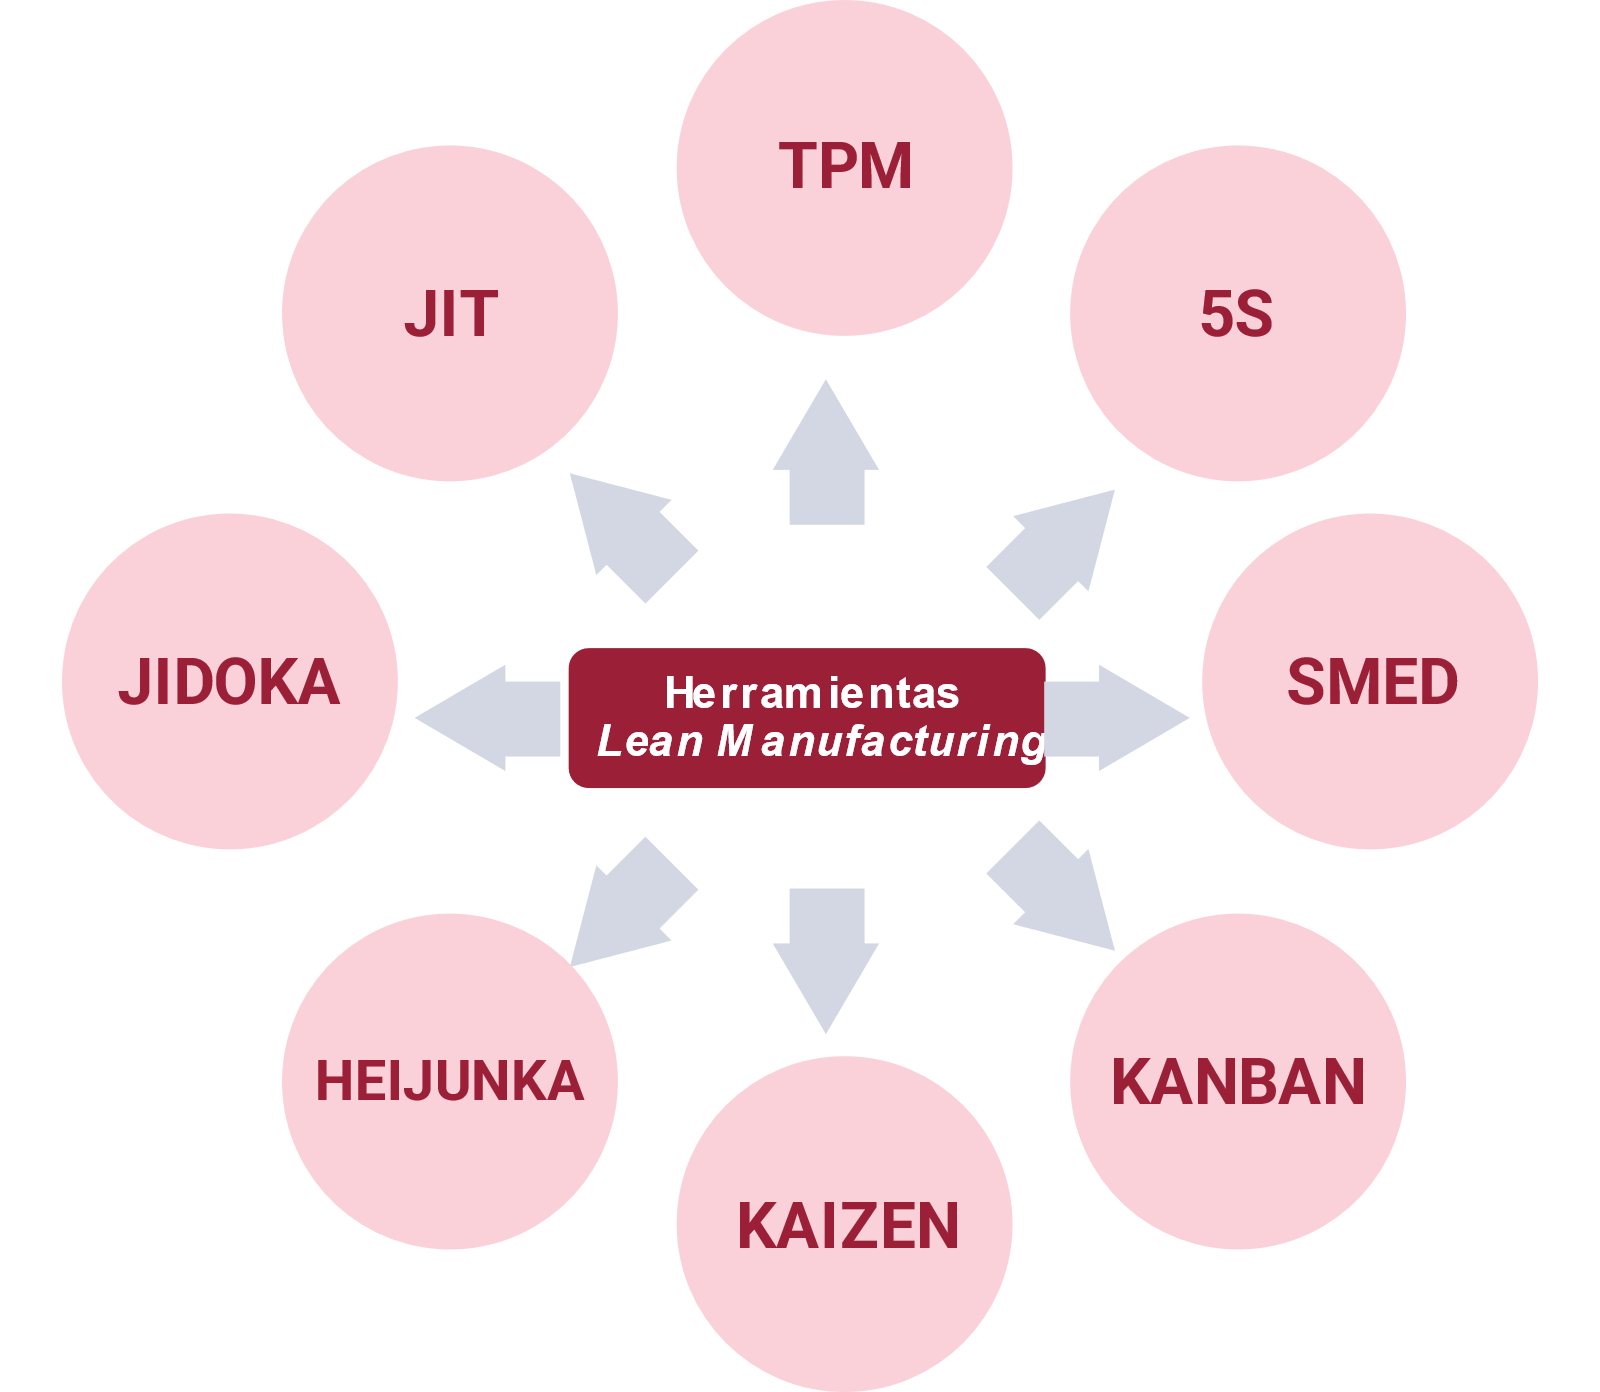 TPM
JIT
5S
JIDOKA
Herramientas
Lean Manufacturing
SMED
HEIJUNKA
KANBAN
KAIZEN